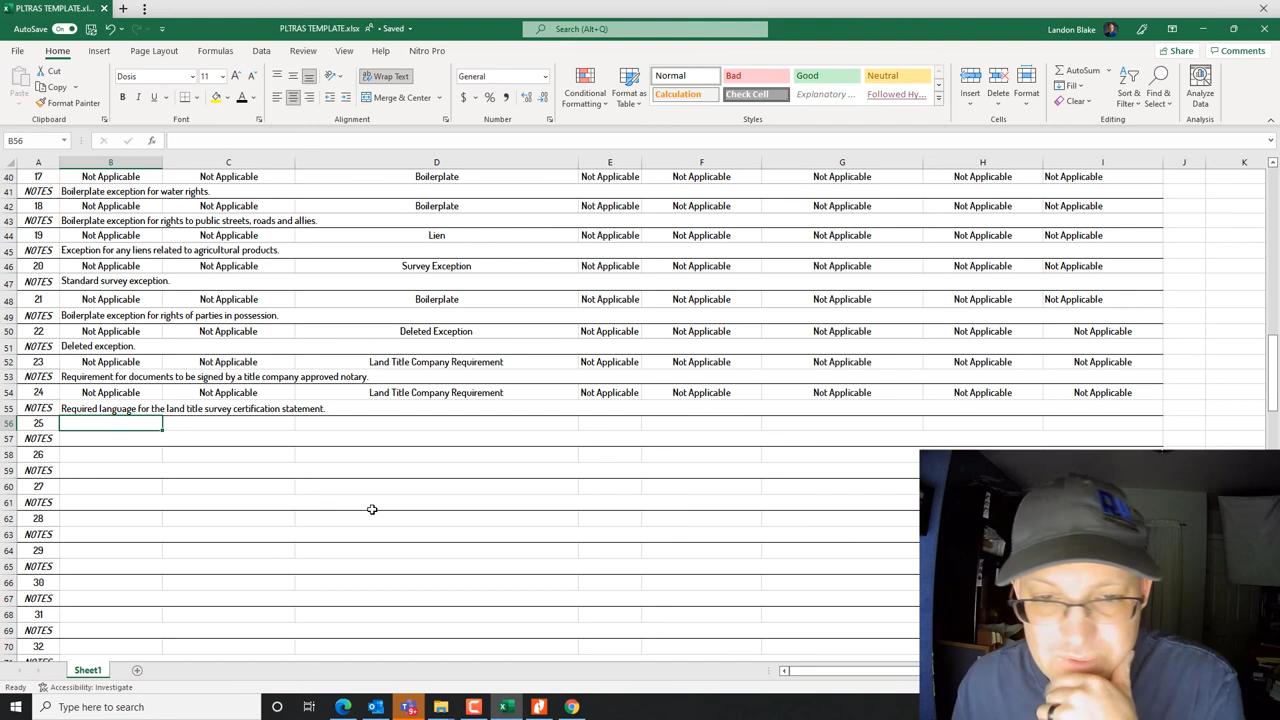 PLTRAS TEMPLATE.xl...
AutoSave On PLTRAS TEMPLATE.xlsx • Saved Search (Alt+Q) Landon Blake
File Home Insert Page Layout Formulas Data Review View Help Nitro Pro Share Comments
Paste Cut Copy Format Painter
Clipboard
Dosis 11 A A
B I U A
Font
Wrap Text
Merge & Center
Alignment
General
$ % 9
Number
Conditional Formatting Format as Table
Normal Bad Good Neutral
Calculation Check Cell Explanatory ... Followed Hy...
Styles
Insert Delete Format
Cells
AutoSum Fill Clear Sort & Filter Find & Select
Editing
Analyze Data
Analysis
B56 fx
A B C D E F G H I J K
40 17 Not Applicable Not Applicable Boilerplate Not Applicable Not Applicable Not Applicable Not Applicable Not Applicable
41 NOTES Boilerplate exception for water rights.
42 18 Not Applicable Not Applicable Boilerplate Not Applicable Not Applicable Not Applicable Not Applicable Not Applicable
43 NOTES Boilerplate exception for rights to public streets, roads and allies.
44 19 Not Applicable Not Applicable Lien Not Applicable Not Applicable Not Applicable Not Applicable Not Applicable
45 NOTES Exception for any liens related to agricultural products.
46 20 Not Applicable Not Applicable Survey Exception Not Applicable Not Applicable Not Applicable Not Applicable Not Applicable
47 NOTES Standard survey exception.
48 21 Not Applicable Not Applicable Boilerplate Not Applicable Not Applicable Not Applicable Not Applicable Not Applicable
49 NOTES Boilerplate exception for rights of parties in possession.
50 22 Not Applicable Not Applicable Deleted Exception Not Applicable Not Applicable Not Applicable Not Applicable Not Applicable
51 NOTES Deleted exception.
52 23 Not Applicable Not Applicable Land Title Company Requirement Not Applicable Not Applicable Not Applicable Not Applicable Not Applicable
53 NOTES Requirement for documents to be signed by a title company approved notary.
54 24 Not Applicable Not Applicable Land Title Company Requirement Not Applicable Not Applicable Not Applicable Not Applicable Not Applicable
55 NOTES Required language for the land title survey certification statement.
56 25
57 NOTES
58 26
59 NOTES
60 27
61 NOTES
62 28
63 NOTES
64 29
65 NOTES
66 30
67 NOTES
68 31
69 NOTES
70 32
NOTES
Sheet1
Ready Accessibility: Investigate
Type here to search